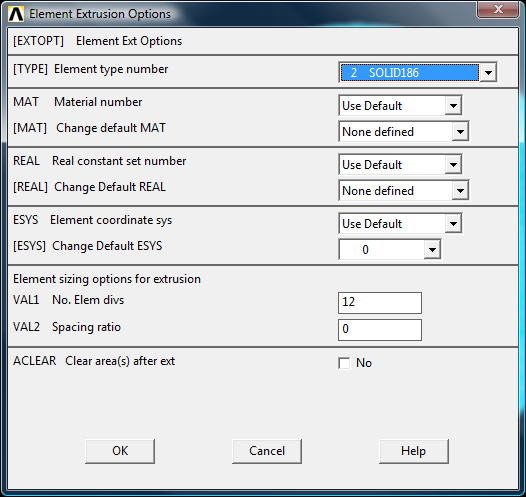 Element Extrusion Options
[EXTOPT] Element Ext Options
[TYPE] Element type number 2 SOLID186
MAT Material number Use Default
[MAT] Change default MAT None defined
REAL Real constant set number Use Default
[REAL] Change Default REAL None defined
ESYS Element coordinate sys Use Default
[ESYS] Change Default ESYS 0
Element sizing options for extrusion
VAL1 No. Elem divs 12
VAL2 Spacing ratio 0
ACLEAR Clear area(s) after ext No
OK Cancel Help